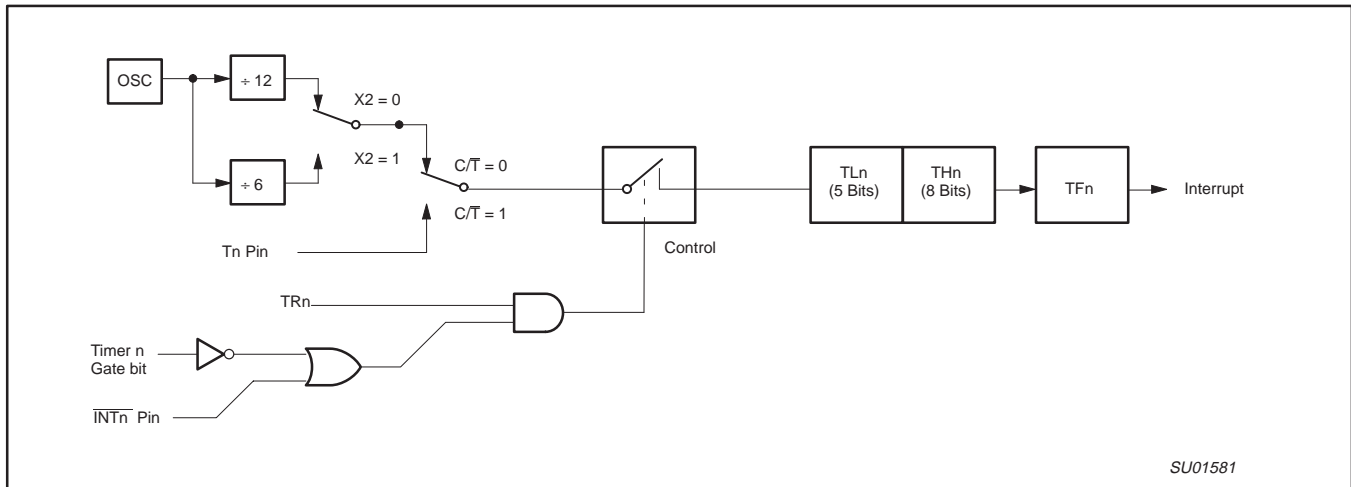 OSC
÷ 12
X2 = 0
X2 = 1
÷ 6
C/T̅ = 0
C/T̅ = 1
Tn Pin
Control
TLn
(5 Bits)
THn
(8 Bits)
TFn
Interrupt
TRn
Timer n
Gate bit
I̅N̅T̅n̅ Pin
SU01581